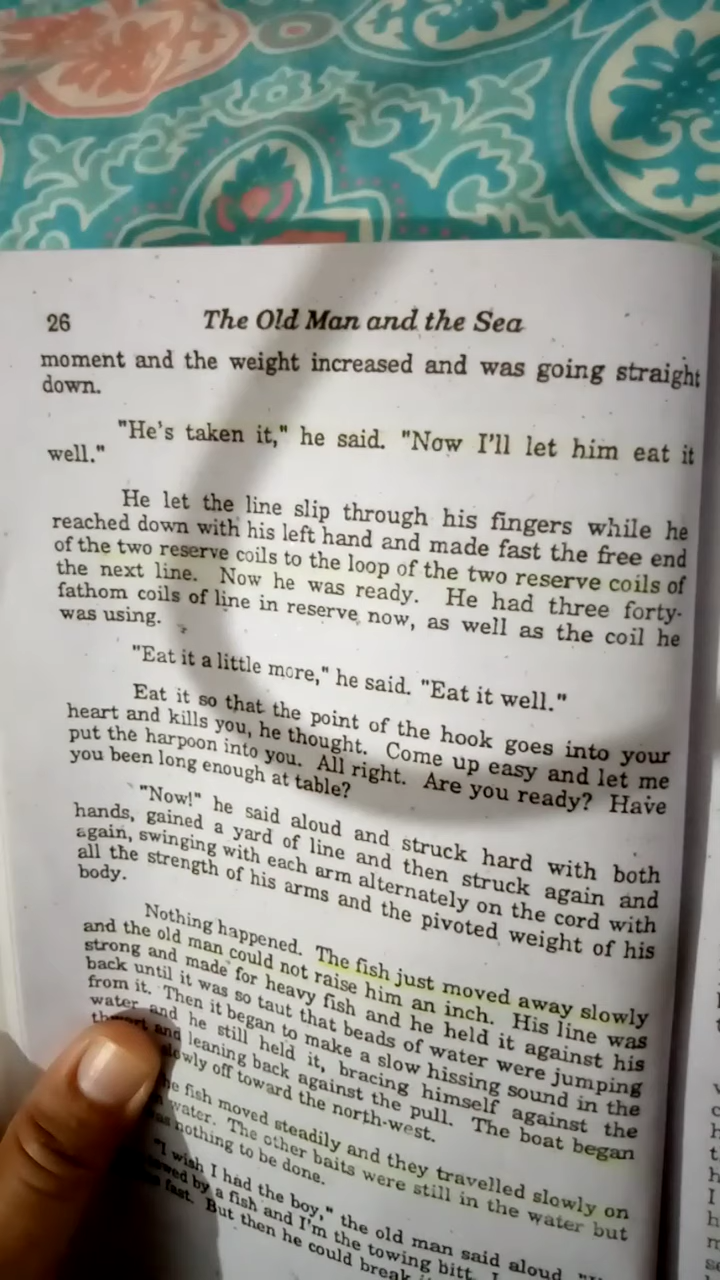 26
The Old Man and the Sea
moment and the weight increased and was going straight
down.
"He's taken it," he said. "Now I'll let him eat it
well."
He let the line slip through his fingers while he
reached down with his left hand and made fast the free end
of the two reserve coils to the loop of the two reserve coils of
the next line. Now he was ready. He had three forty-
fathom coils of line in reserve now, as well as the coil he
was using.
"Eat it a little more," he said. "Eat it well."
Eat it so that the point of the hook goes into your
heart and kills you, he thought. Come up easy and let me
put the harpoon into you. All right. Are you ready? Have
you been long enough at table?
"Now!" he said aloud and struck hard with both
hands, gained a yard of line and then struck again and
again, swinging with each arm alternately on the cord with
all the strength of his arms and the pivoted weight of his
body.
Nothing happened. The fish just moved away slowly
and the old man could not raise him an inch. His line was
strong and made for heavy fish and he held it against his
back until it was so taut that beads of water were jumping
from it. Then it began to make a slow hissing sound in the
water and he still held it, bracing himself against the
and leaning back against the pull. The boat began
slowly off toward the north-west.
fish moved steadily and they travelled slowly on
water. The other baits were still in the water but
nothing to be done.
"I wish I had the boy," the old man said aloud.
by a fish and I'm the towing bitt.
fast. But then he could break